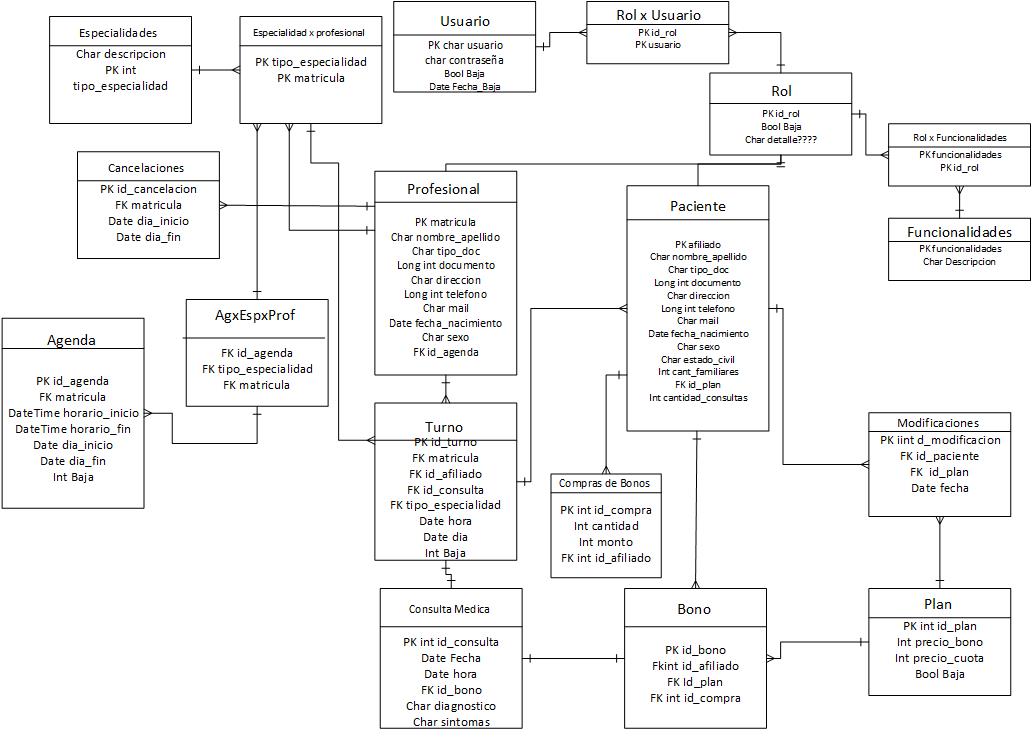 Especialidades
Char descripcion
PK int
tipo_especialidad
Especialidad x profesional
PK tipo_especialidad
PK matricula
Usuario
PK char usuario
char contraseña
Bool Baja
Date Fecha_Baja
Rol x Usuario
PK id_rol
PK usuario
Rol
PK id_rol
Bool Baja
Char detalle????
Rol x Funcionalidades
PK funcionalidades
PK id_rol
Funcionalidades
PK funcionalidades
Char Descripcion
Cancelaciones
PK id_cancelacion
FK matricula
Date dia_inicio
Date dia_fin
Profesional
PK matricula
Char nombre_apellido
Char tipo_doc
Long int documento
Char direccion
Long int telefono
Char mail
Date fecha_nacimiento
Char sexo
FK id_agenda
Paciente
PK afiliado
Char nombre_apellido
Char tipo_doc
Long int documento
Char direccion
Long int telefono
Char mail
Date fecha_nacimiento
Char sexo
Char estado_civil
Int cant_familiares
FK id_plan
Int cantidad_consultas
AgxEspxProf
FK id_agenda
FK tipo_especialidad
FK matricula
Agenda
PK id_agenda
FK matricula
DateTime horario_inicio
DateTime horario_fin
Date dia_inicio
Date dia_fin
Int Baja
Turno
PK id_turno
FK matricula
FK id_afiliado
FK id_consulta
FK tipo_especialidad
Date hora
Date dia
Int Baja
Compras de Bonos
PK int id_compra
Int cantidad
Int monto
FK int id_afiliado
Modificaciones
PK iint d_modificacion
FK id_paciente
FK id_plan
Date fecha
Consulta Medica
PK int id_consulta
Date Fecha
Date hora
FK id_bono
Char diagnostico
Char sintomas
Bono
PK id_bono
Fkint id_afiliado
FK Id_plan
FK int id_compra
Plan
PK int id_plan
Int precio_bono
Int precio_cuota
Bool Baja